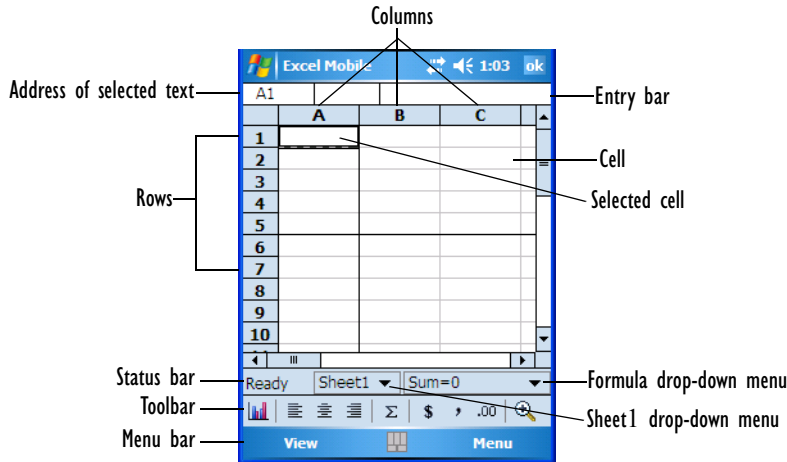 Columns
Excel Mobile 1:03 ok
Address of selected text
A1
Entry bar
A B C
1
2
Cell
3
Rows
4
Selected cell
5
6
7
8
9
10
Status bar
Ready Sheet1 Sum=0
Formula drop-down menu
Toolbar
Σ $ , .00
Sheet1 drop-down menu
Menu bar
View Menu